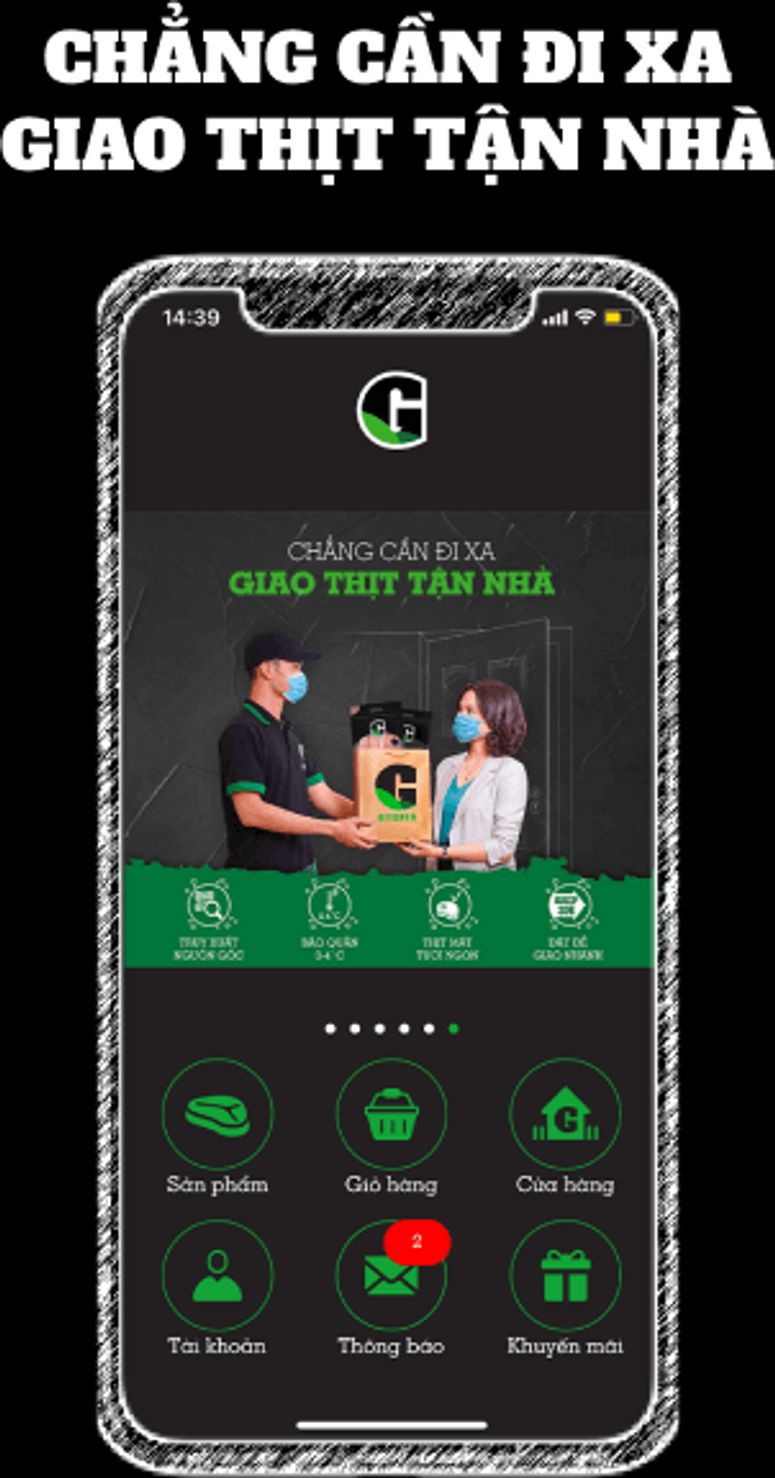 CHẲNG CẦN ĐI XA
GIAO THỊT TẬN NHÀ
14:39
G
CHẲNG CẦN ĐI XA
GIAO THỊT TẬN NHÀ
G
TRUY XUẤT
NGUỒN GỐC
BẢO QUẢN
0-4°C
THỊT MÁT
TƯƠI NGON
ĐẶT DỄ
GIAO NHANH
Sản phẩm
Giỏ hàng
G
Cửa hàng
2
Tài khoản
Thông báo
Khuyến mãi